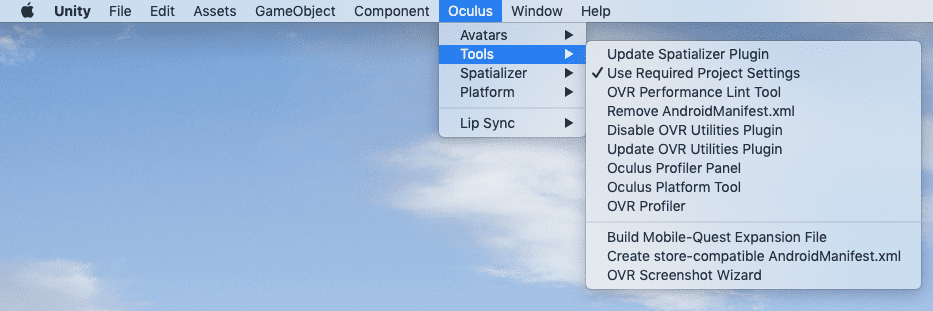 Unity File Edit Assets GameObject Component Oculus Window Help
Avatars
Tools
Spatializer
Platform
Lip Sync
Update Spatializer Plugin
✓ Use Required Project Settings
OVR Performance Lint Tool
Remove AndroidManifest.xml
Disable OVR Utilities Plugin
Update OVR Utilities Plugin
Oculus Profiler Panel
Oculus Platform Tool
OVR Profiler
Build Mobile-Quest Expansion File
Create store-compatible AndroidManifest.xml
OVR Screenshot Wizard